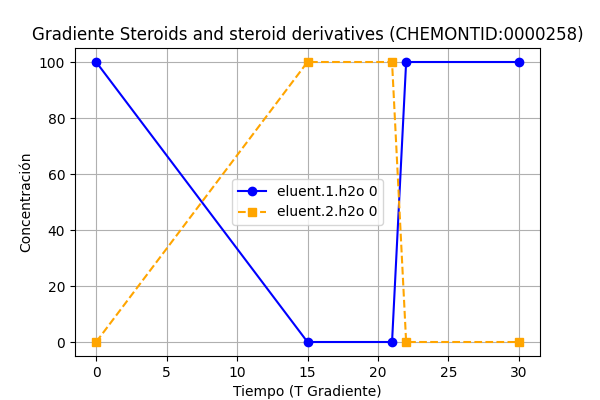 Gradiente Steroids and steroid derivatives (CHEMONTID:0000258)
100
80
60
40
20
0
Concentración
eluent.1.h2o 0
eluent.2.h2o 0
0 5 10 15 20 25 30
Tiempo (T Gradiente)